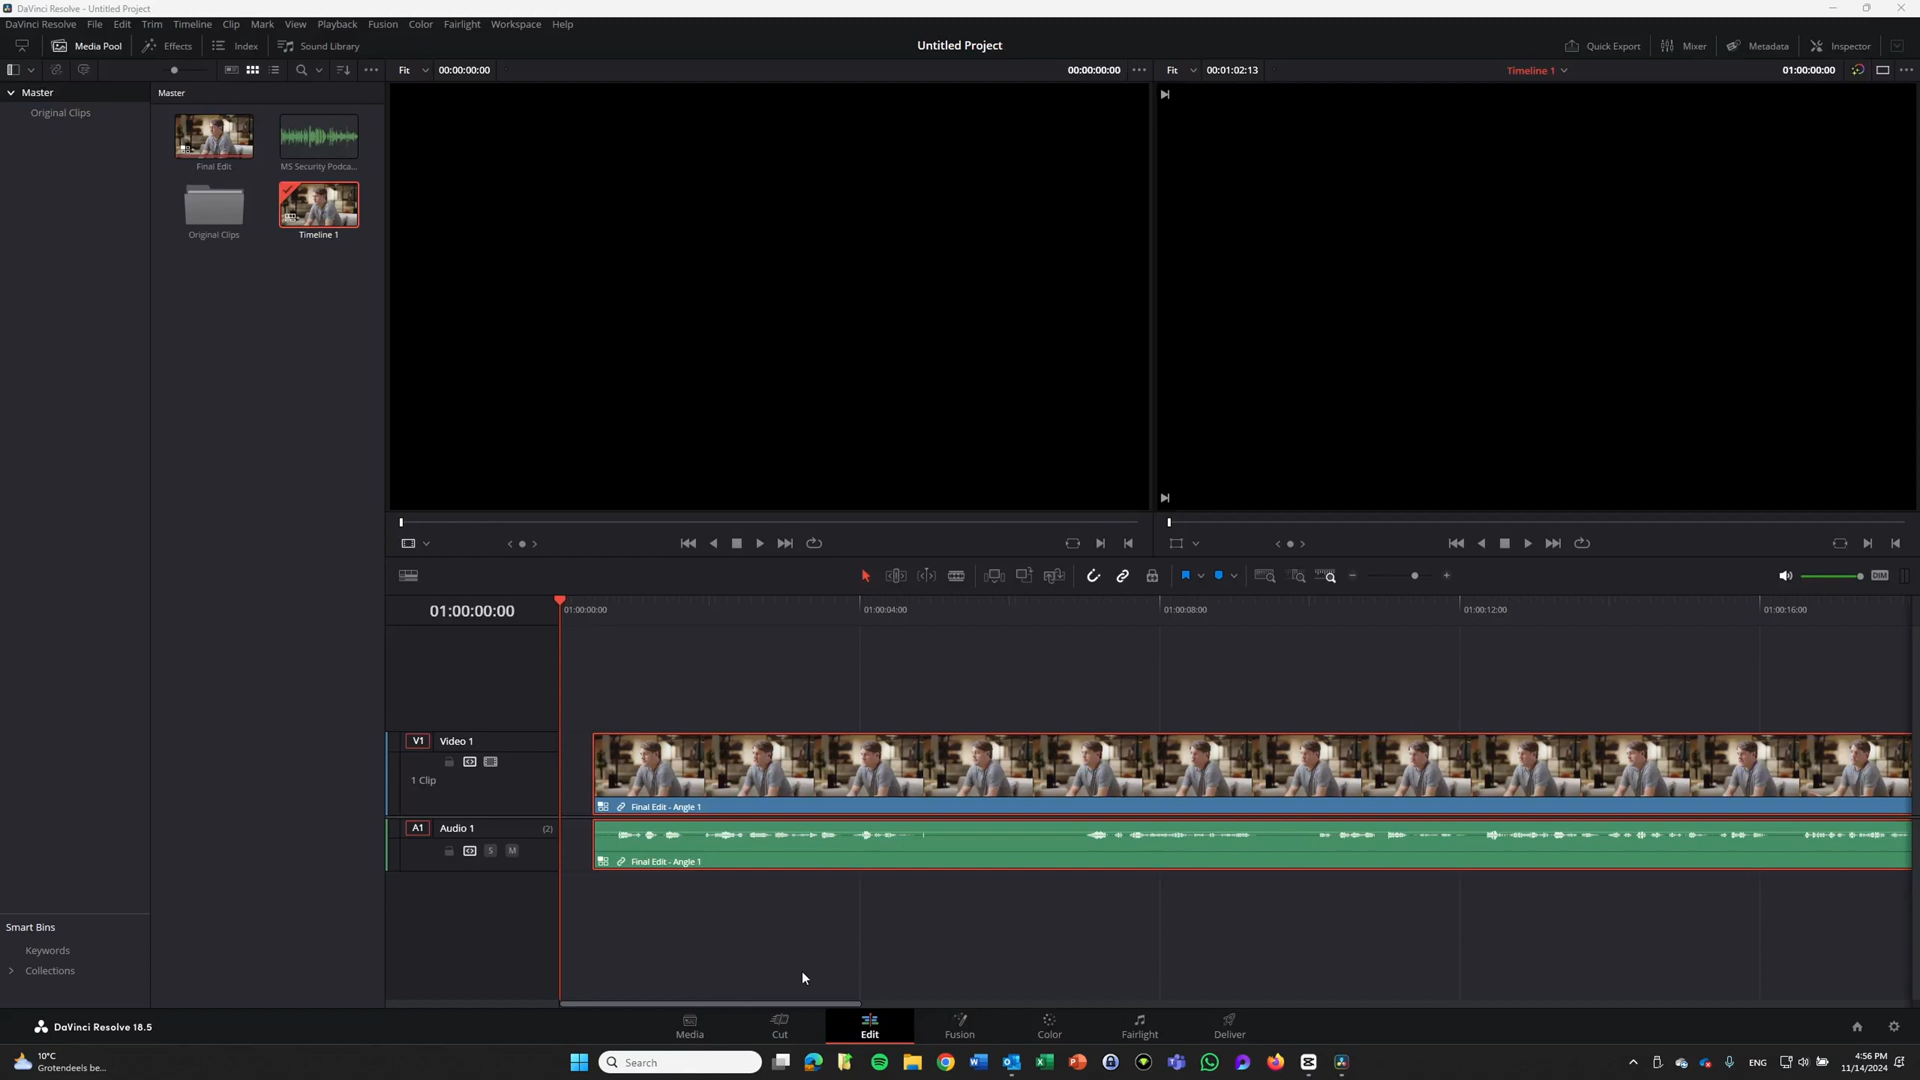 DaVinci Resolve - Untitled Project
DaVinci Resolve File Edit Trim Timeline Clip Mark View Playback Fusion Color Fairlight Workspace Help
Media Pool Effects Index Sound Library Untitled Project Quick Export Mixer Metadata Inspector
Fit 00:00:00:00 00:00:00:00 Fit 00:01:02:13 Timeline 1 01:00:00:00
Master
Original Clips
Master
Final Edit
MS Security Podca...
Original Clips
Timeline 1
DIM
01:00:00:00
01:00:00:00 01:00:04:00 01:00:08:00 01:00:12:00 01:00:16:00
V1 Video 1
1 Clip
Final Edit - Angle 1
A1 Audio 1 (2)
S M
Final Edit - Angle 1
Smart Bins
Keywords
Collections
DaVinci Resolve 18.5
Media Cut Edit Fusion Color Fairlight Deliver
10°C
Grotendeels be...
Search
ENG
4:56 PM
11/14/2024